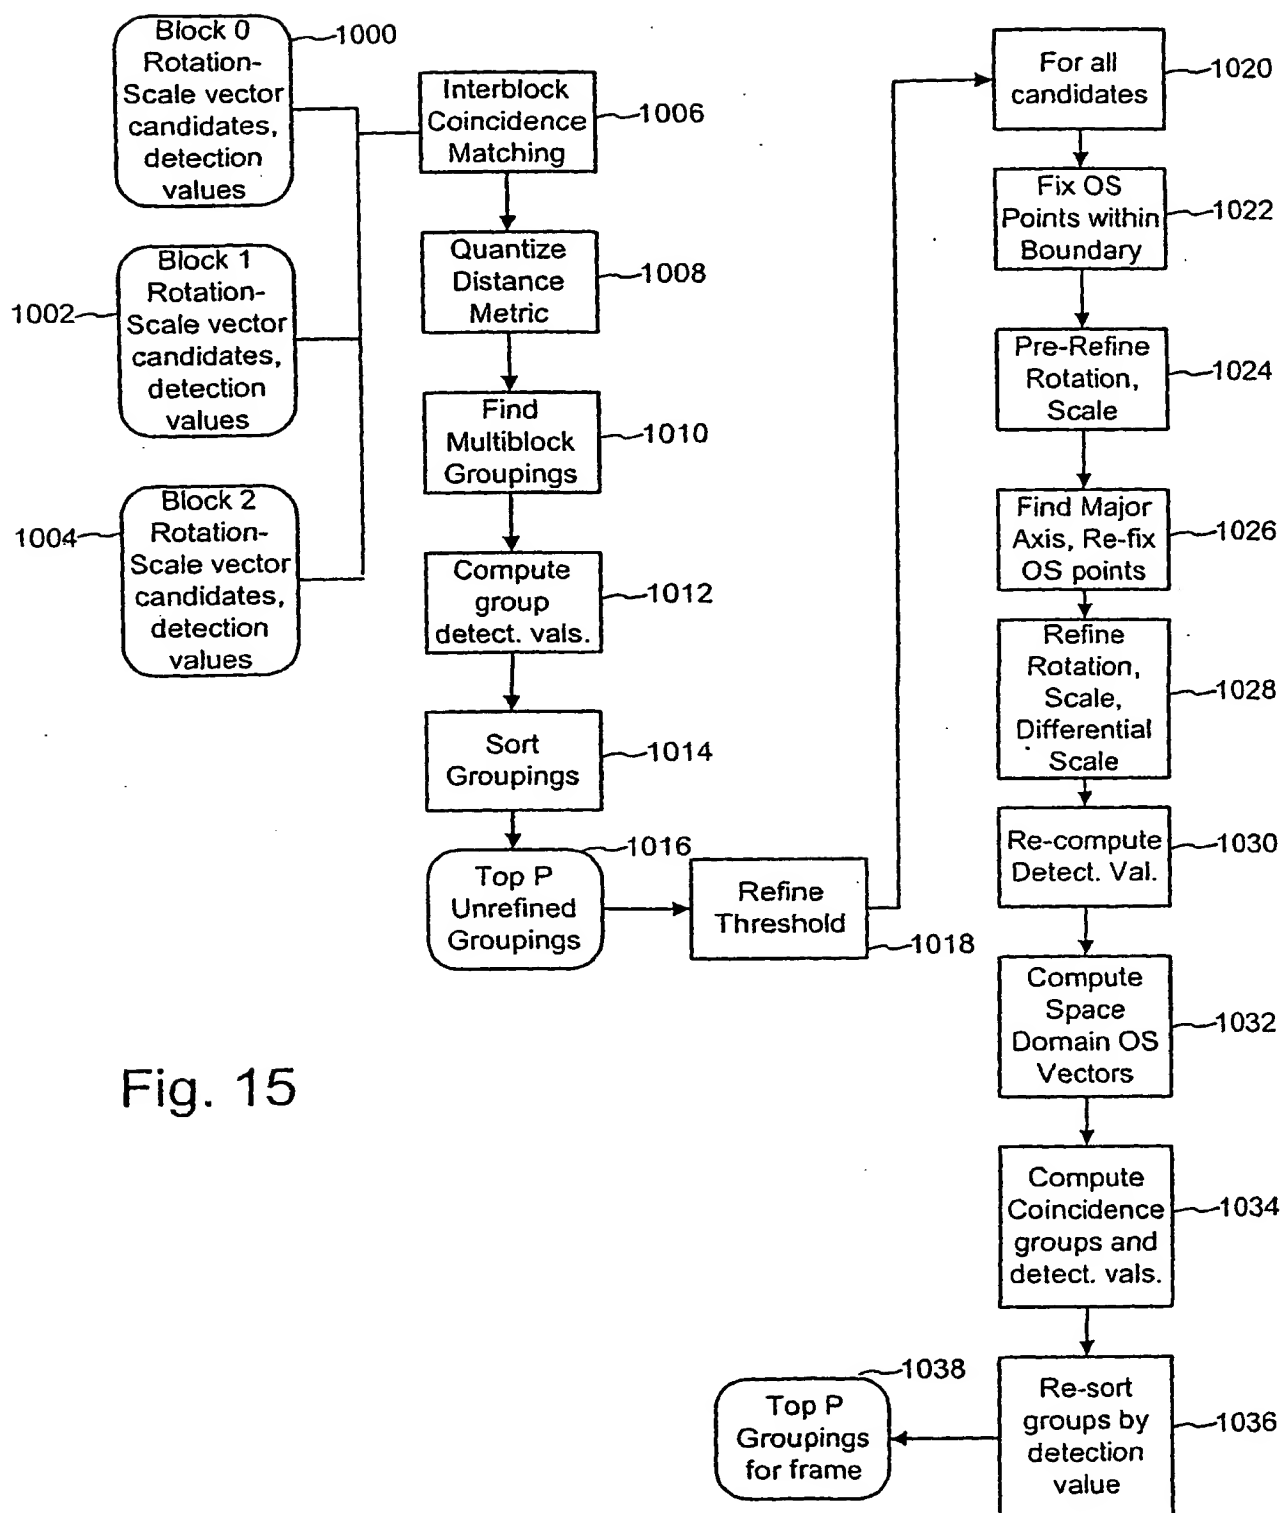 Block 0
Rotation-
Scale vector
candidates,
detection
values
1000
Block 1
Rotation-
Scale vector
candidates,
detection
values
1002
Block 2
Rotation-
Scale vector
candidates,
detection
values
1004
Interblock
Coincidence
Matching
1006
Quantize
Distance
Metric
1008
Find
Multiblock
Groupings
1010
Compute
group
detect. vals.
1012
Sort
Groupings
1014
Top P
Unrefined
Groupings
1016
Refine
Threshold
1018
For all
candidates
1020
Fix OS
Points within
Boundary
1022
Pre-Refine
Rotation,
Scale
1024
Find Major
Axis, Re-fix
OS points
1026
Refine
Rotation,
Scale,
Differential
Scale
1028
Re-compute
Detect. Val.
1030
Compute
Space
Domain OS
Vectors
1032
Compute
Coincidence
groups and
detect. vals.
1034
Re-sort
groups by
detection
value
1036
Top P
Groupings
for frame
1038
Fig. 15